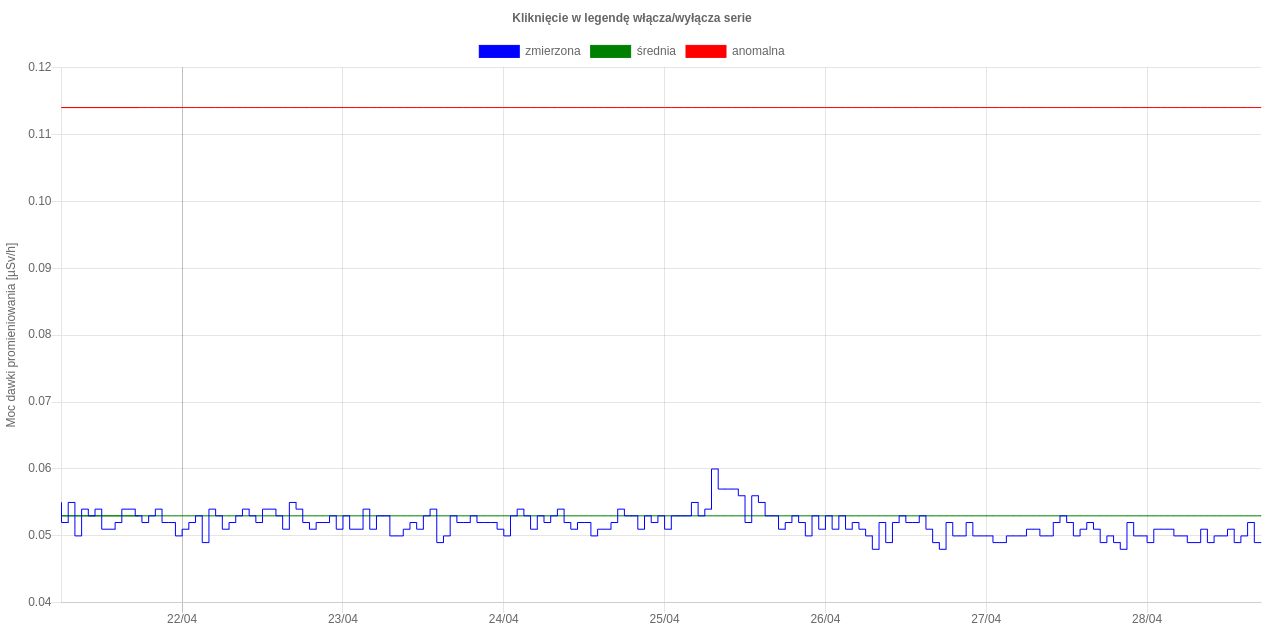 Kliknięcie w legendę włącza/wyłącza serie
zmierzona średnia anomalna
Moc dawki promieniowania [µSv/h]
0.12
0.11
0.10
0.09
0.08
0.07
0.06
0.05
0.04
22/04 23/04 24/04 25/04 26/04 27/04 28/04